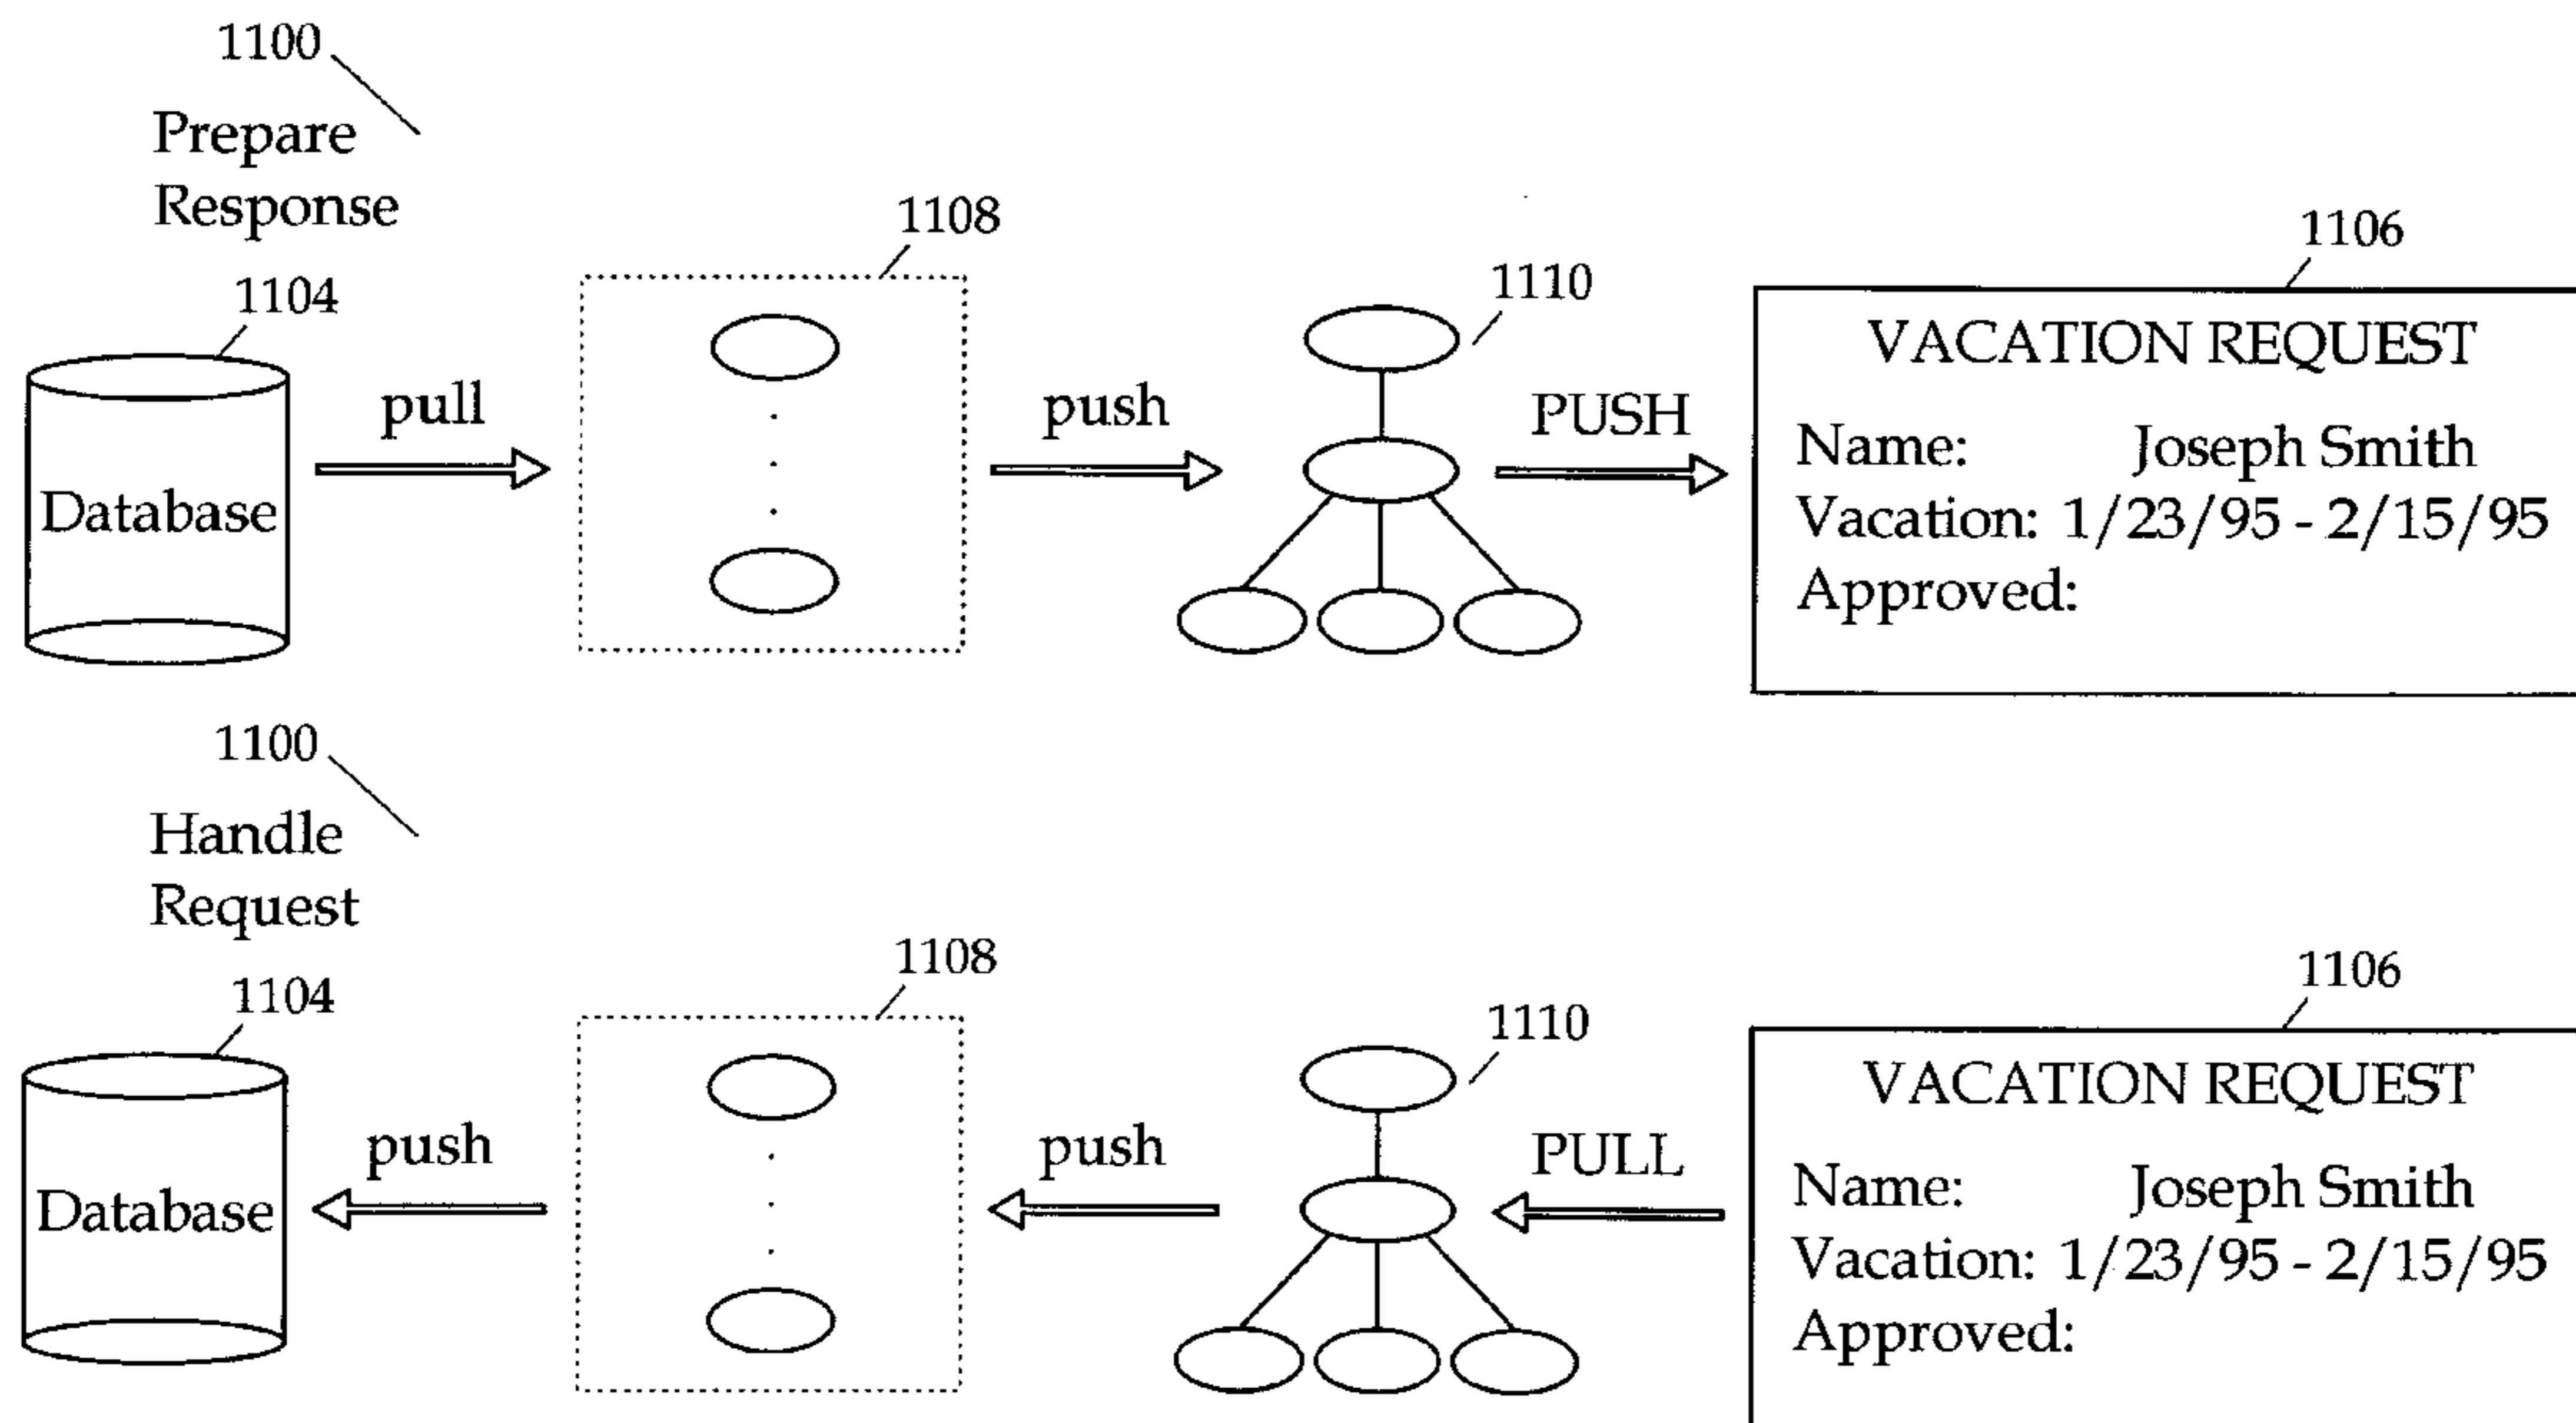 1100
Prepare
Response
1108
1106
1104
1110
VACATION REQUEST
pull
push
PUSH
Name: Joseph Smith
Database
Vacation: 1/23/95 - 2/15/95
Approved:
1100
Handle
Request
1108
1106
1104
1110
VACATION REQUEST
push
push
PULL
Name: Joseph Smith
Database
Vacation: 1/23/95 - 2/15/95
Approved: